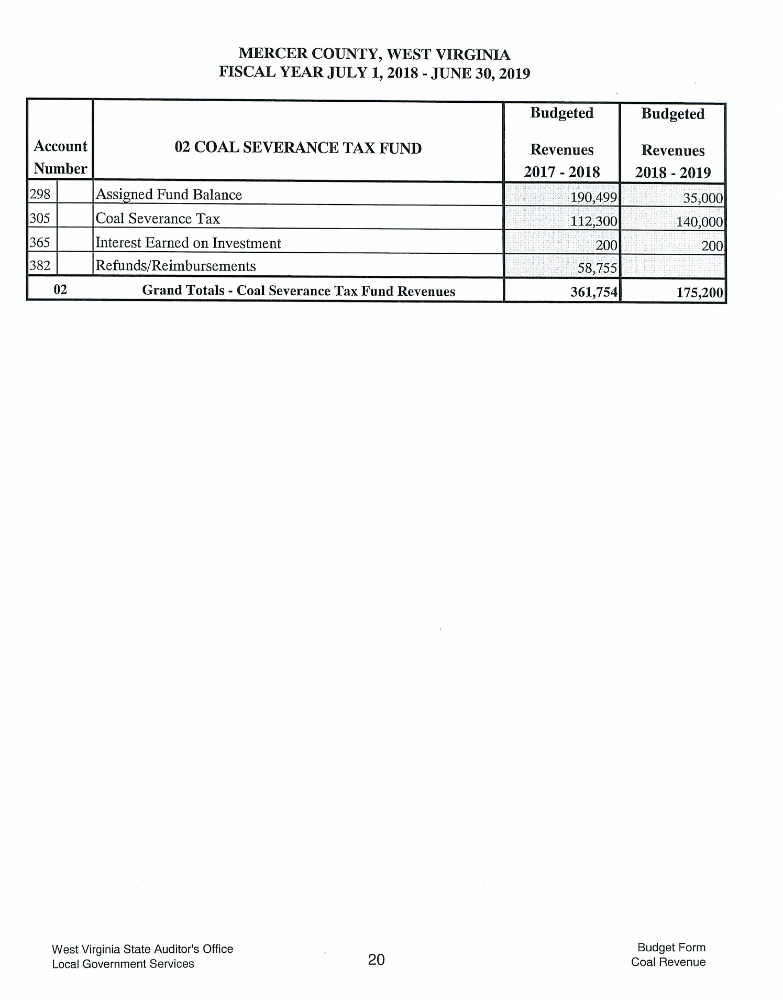 MERCER COUNTY, WEST VIRGINIA
FISCAL YEAR JULY 1, 2018 - JUNE 30, 2019
Account Number 02 COAL SEVERANCE TAX FUND Budgeted Revenues 2017 - 2018 Budgeted Revenues 2018 - 2019
298 Assigned Fund Balance 190,499 35,000
305 Coal Severance Tax 112,300 140,000
365 Interest Earned on Investment 200 200
382 Refunds/Reimbursements 58,755
02 Grand Totals - Coal Severance Tax Fund Revenues 361,754 175,200
West Virginia State Auditor's Office
Local Government Services
20
Budget Form
Coal Revenue